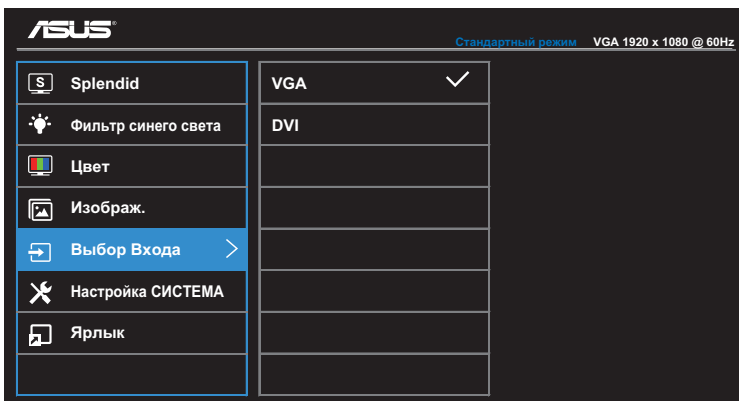 ASUS
Стандартный режим VGA 1920 x 1080 @ 60Hz
S Splendid
Фильтр синего света
Цвет
Изображ.
Выбор Входа
Настройка СИСТЕМА
Ярлык
VGA
DVI